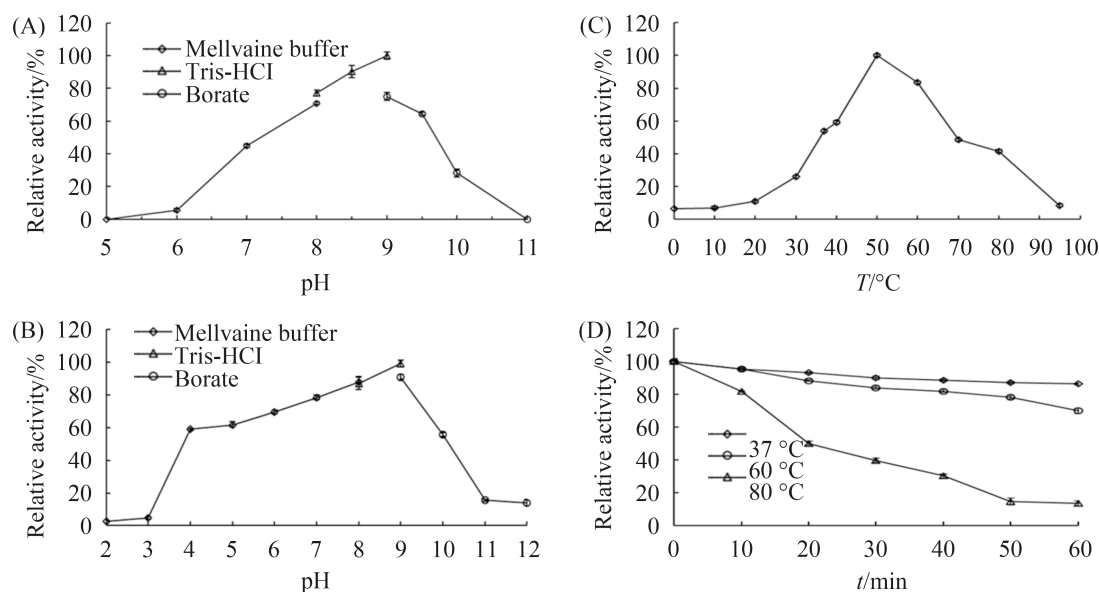 (A)
120
100
80
60
40
20
0
Relative activity/%
Mellvaine buffer
Tris-HCI
Borate
5 6 7 8 9 10 11
pH
(C)
120
100
80
60
40
20
0
Relative activity/%
0 10 20 30 40 50 60 70 80 90 100
T/°C
(B)
120
100
80
60
40
20
0
Relative activity/%
Mellvaine buffer
Tris-HCI
Borate
2 3 4 5 6 7 8 9 10 11 12
pH
(D)
120
100
80
60
40
20
0
Relative activity/%
37 °C
60 °C
80 °C
0 10 20 30 40 50 60
t/min